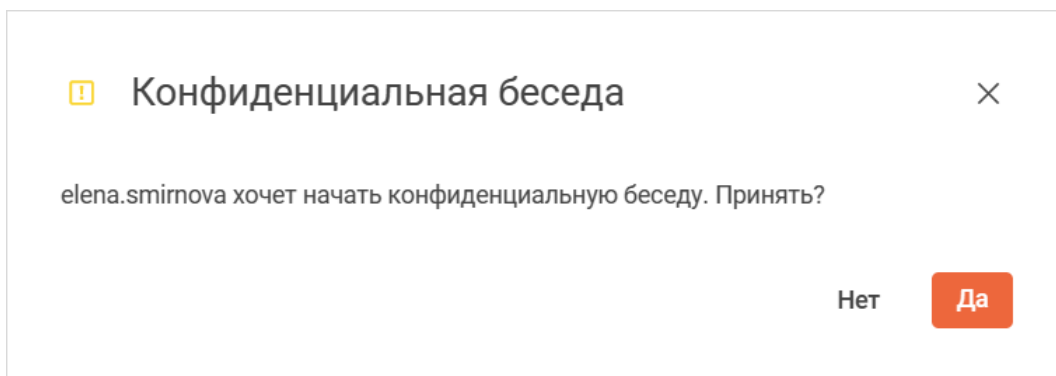 Конфиденциальная беседа
elena.smirnova хочет начать конфиденциальную беседу. Принять?
Нет Да